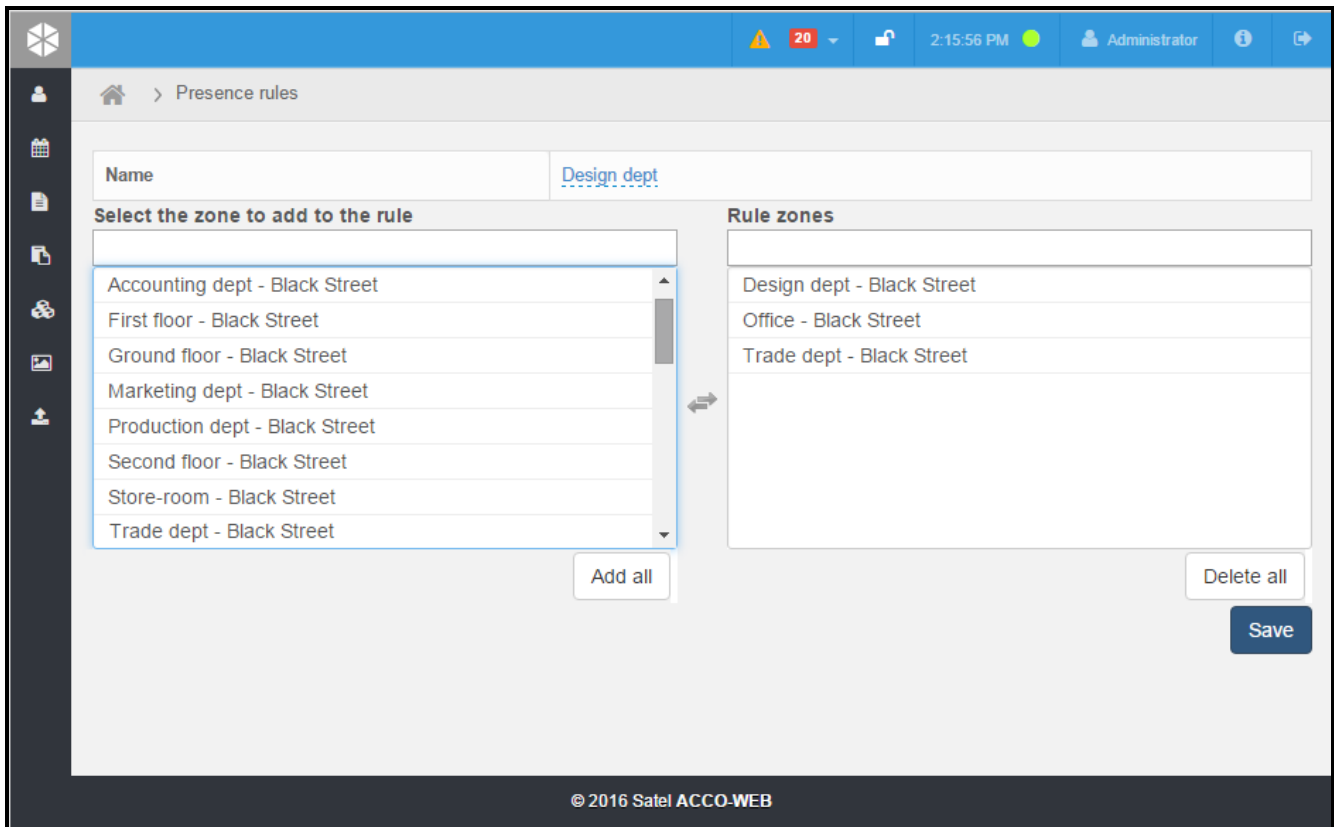 20
2:15:56 PM
Administrator
> Presence rules
Name
Design dept
Select the zone to add to the rule
Rule zones
Accounting dept - Black Street
First floor - Black Street
Ground floor - Black Street
Marketing dept - Black Street
Production dept - Black Street
Second floor - Black Street
Store-room - Black Street
Trade dept - Black Street
Design dept - Black Street
Office - Black Street
Trade dept - Black Street
Add all
Delete all
Save
© 2016 Satel ACCO-WEB